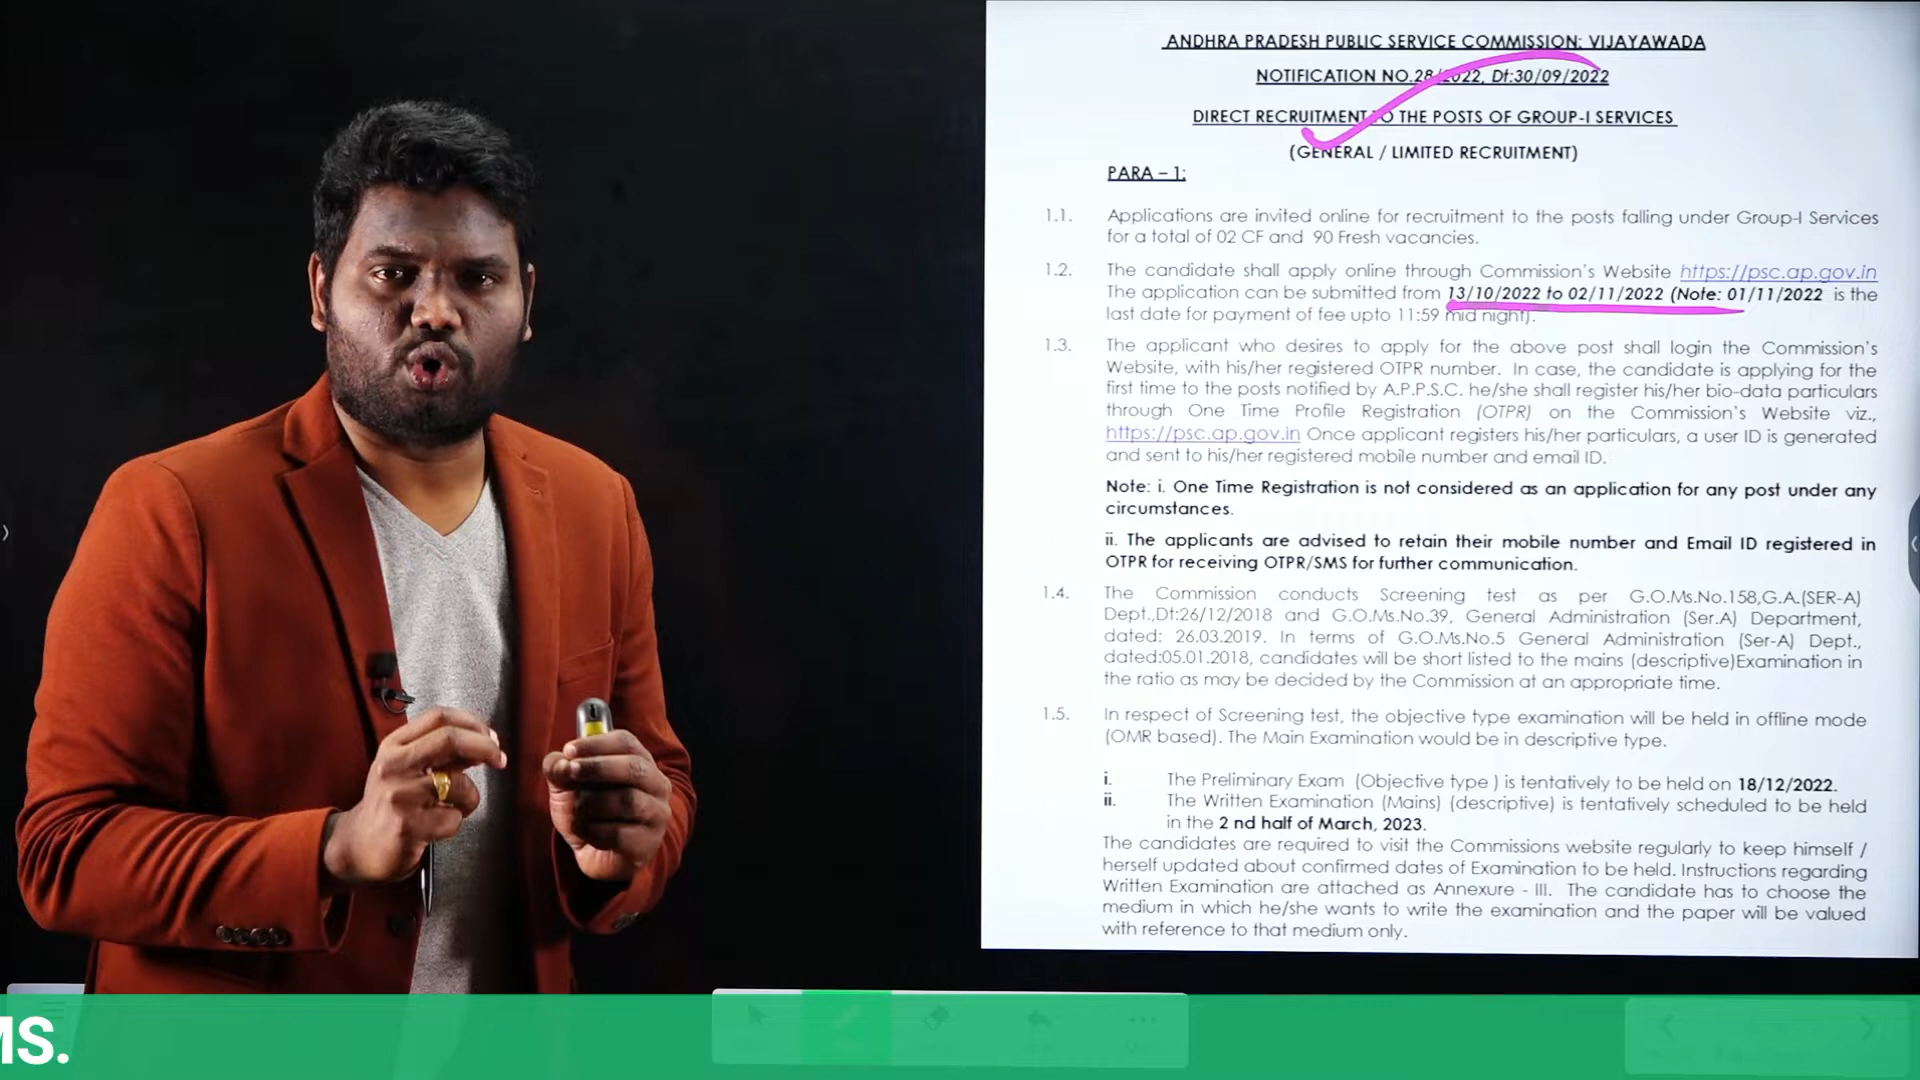 ANDHRA PRADESH PUBLIC SERVICE COMMISSION: VIJAYAWADA
NOTIFICATION NO.28/2022, Dt:30/09/2022
DIRECT RECRUITMENT TO THE POSTS OF GROUP-I SERVICES
(GENERAL / LIMITED RECRUITMENT)
PARA – 1:
1.1. Applications are invited online for recruitment to the posts falling under Group-I Services
for a total of 02 CF and 90 Fresh vacancies.
1.2. The candidate shall apply online through Commission's Website https://psc.ap.gov.in
The application can be submitted from 13/10/2022 to 02/11/2022 (Note: 01/11/2022 is the
last date for payment of fee upto 11:59 mid night).
1.3. The applicant who desires to apply for the above post shall login the Commission's
Website, with his/her registered OTPR number. In case, the candidate is applying for the
first time to the posts notified by A.P.P.S.C. he/she shall register his/her bio-data particulars
through One Time Profile Registration (OTPR) on the Commission's Website viz.,
https://psc.ap.gov.in Once applicant registers his/her particulars, a user ID is generated
and sent to his/her registered mobile number and email ID.
Note: i. One Time Registration is not considered as an application for any post under any
circumstances.
ii. The applicants are advised to retain their mobile number and Email ID registered in
OTPR for receiving OTPR/SMS for further communication.
1.4. The Commission conducts Screening test as per G.O.Ms.No.158,G.A.(SER-A)
Dept.,Dt:26/12/2018 and G.O.Ms.No.39, General Administration (Ser.A) Department,
dated: 26.03.2019. In terms of G.O.Ms.No.5 General Administration (Ser-A) Dept.,
dated:05.01.2018, candidates will be short listed to the mains (descriptive)Examination in
the ratio as may be decided by the Commission at an appropriate time.
1.5. In respect of Screening test, the objective type examination will be held in offline mode
(OMR based). The Main Examination would be in descriptive type.
i. The Preliminary Exam (Objective type ) is tentatively to be held on 18/12/2022.
ii. The Written Examination (Mains) (descriptive) is tentatively scheduled to be held
in the 2 nd half of March, 2023.
The candidates are required to visit the Commissions website regularly to keep himself /
herself updated about confirmed dates of Examination to be held. Instructions regarding
Written Examination are attached as Annexure - III. The candidate has to choose the
medium in which he/she wants to write the examination and the paper will be valued
with reference to that medium only.
MS.